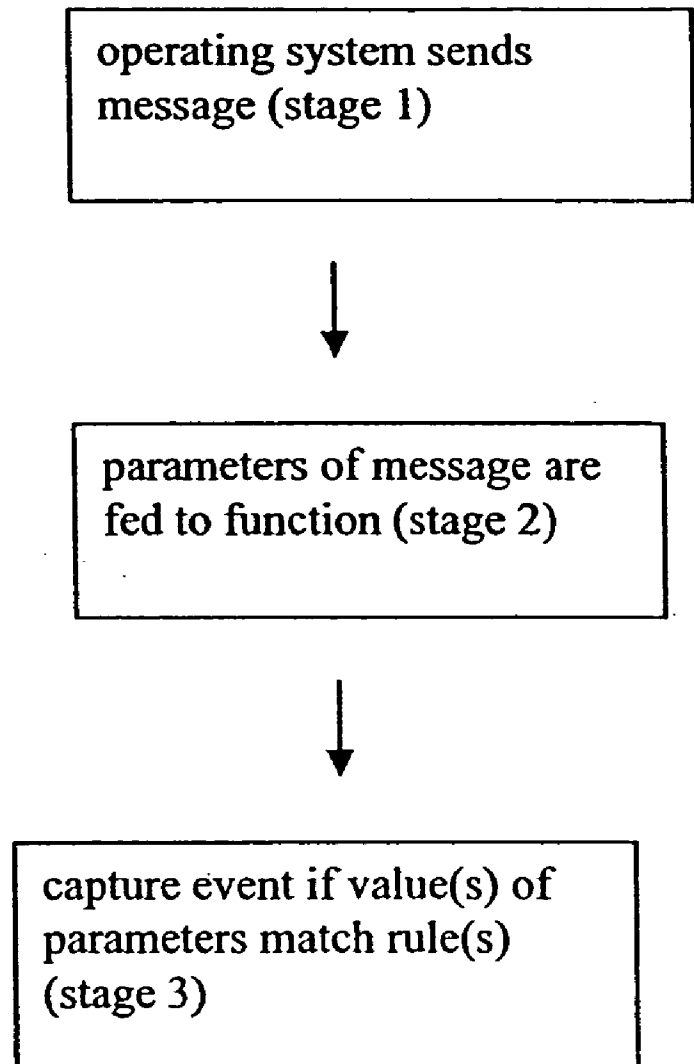 operating system sends
message (stage 1)
parameters of message are
fed to function (stage 2)
capture event if value(s) of
parameters match rule(s)
(stage 3)